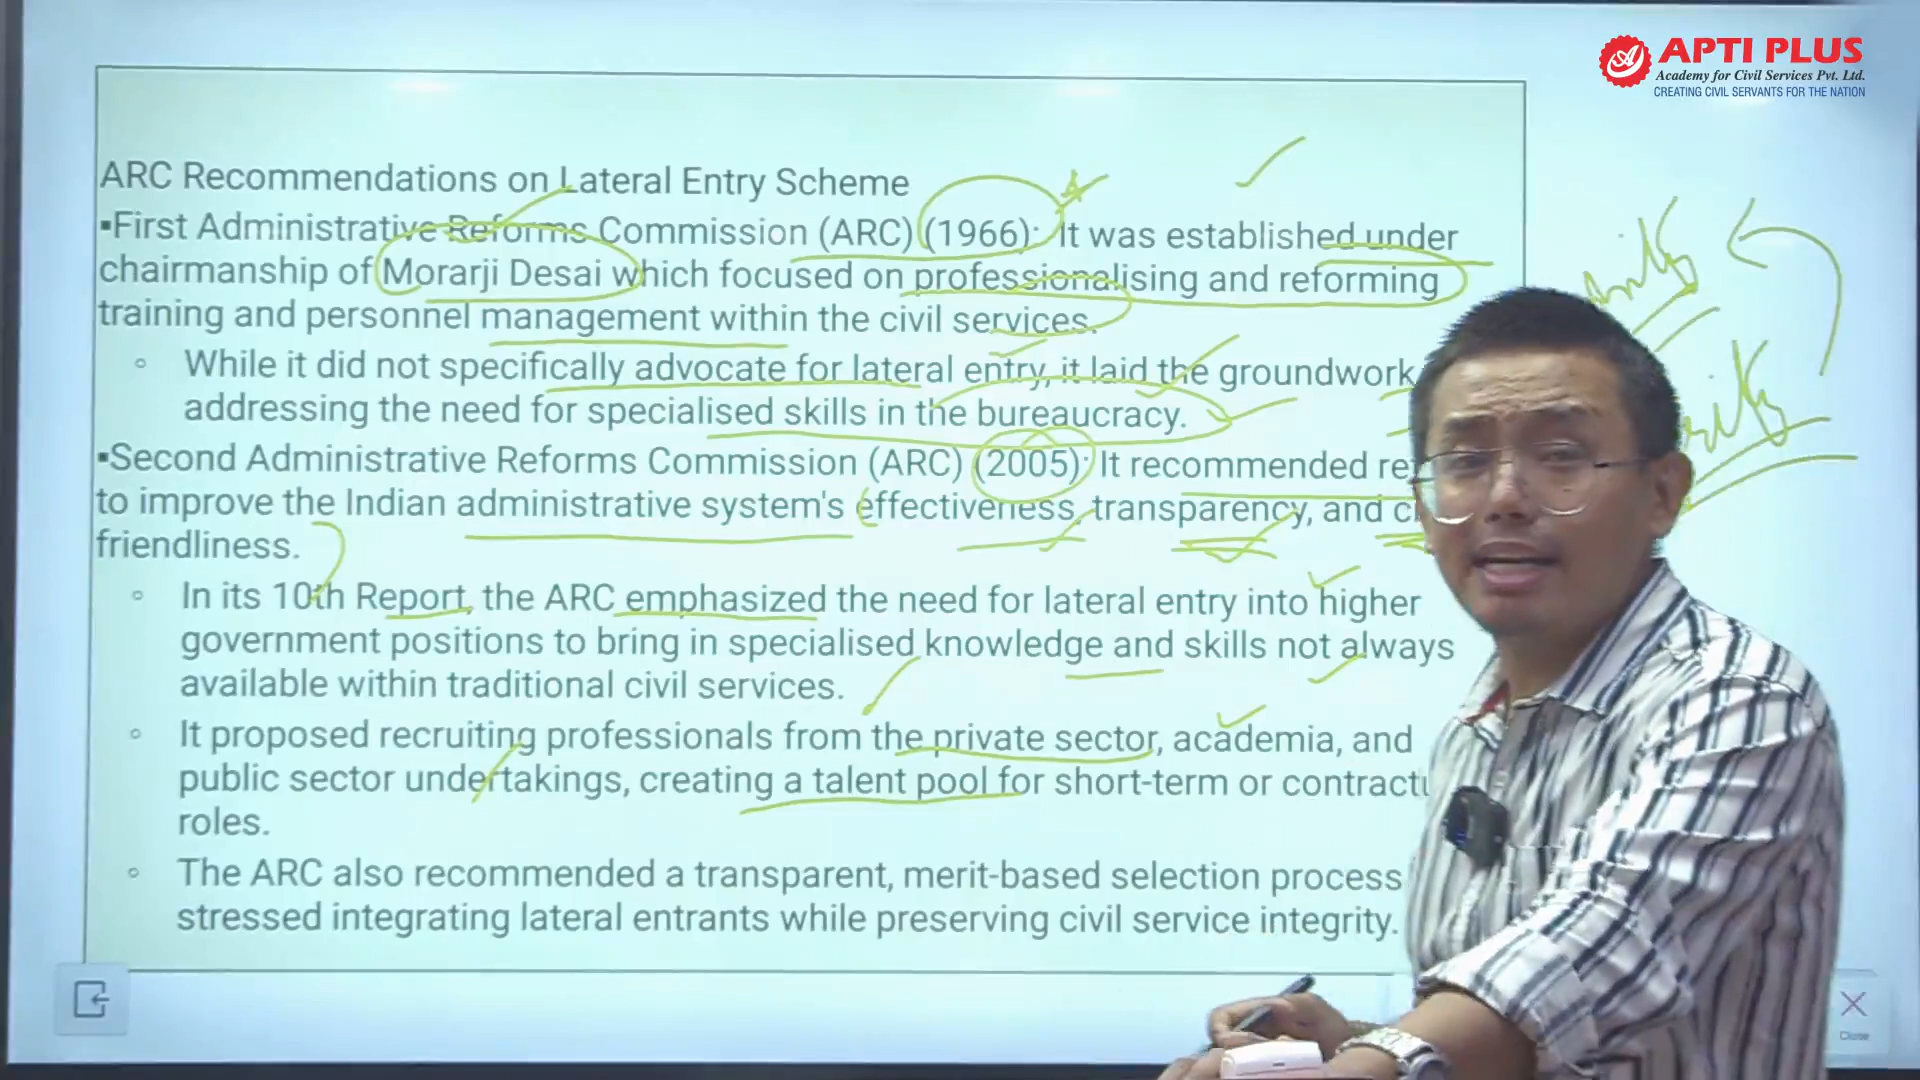 APTI PLUS
Academy for Civil Services Pvt. Ltd.
CREATING CIVIL SERVANTS FOR THE NATION
ARC Recommendations on Lateral Entry Scheme
▪First Administrative Reforms Commission (ARC) (1966): It was established under
chairmanship of Morarji Desai which focused on professionalising and reforming
training and personnel management within the civil services.
◦ While it did not specifically advocate for lateral entry, it laid the groundwork
addressing the need for specialised skills in the bureaucracy.
▪Second Administrative Reforms Commission (ARC) (2005): It recommended
to improve the Indian administrative system's effectiveness, transparency, and
friendliness.
◦ In its 10th Report, the ARC emphasized the need for lateral entry into higher
government positions to bring in specialised knowledge and skills not always
available within traditional civil services.
◦ It proposed recruiting professionals from the private sector, academia, and
public sector undertakings, creating a talent pool for short-term or
roles.
◦ The ARC also recommended a transparent, merit-based selection process
stressed integrating lateral entrants while preserving civil service integrity.
Close